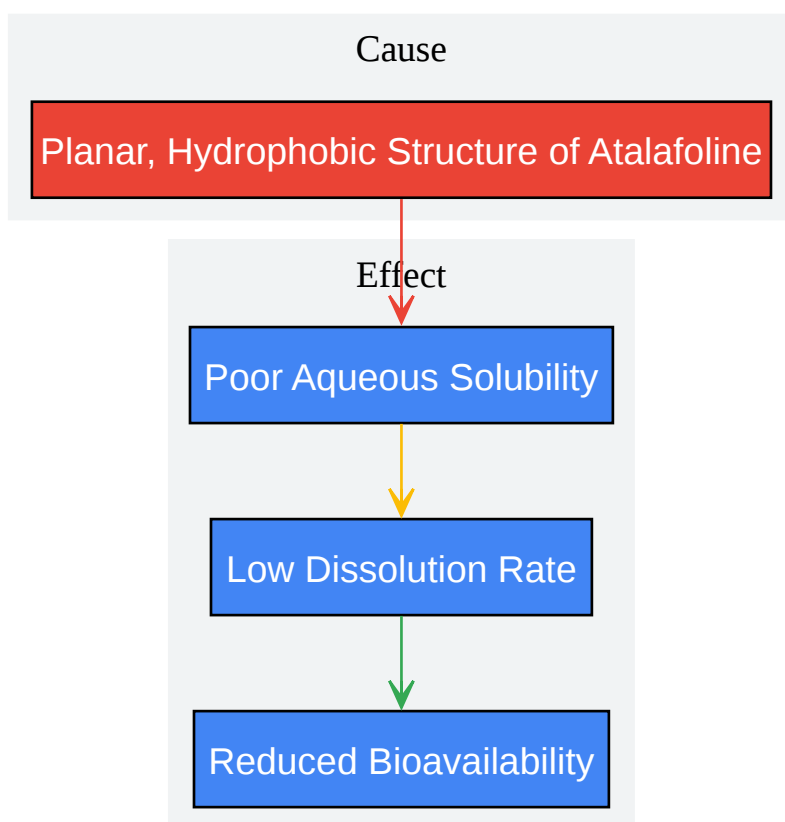 Cause
Planar, Hydrophobic Structure of Atalafoline
Effect
Poor Aqueous Solubility
Low Dissolution Rate
Reduced Bioavailability